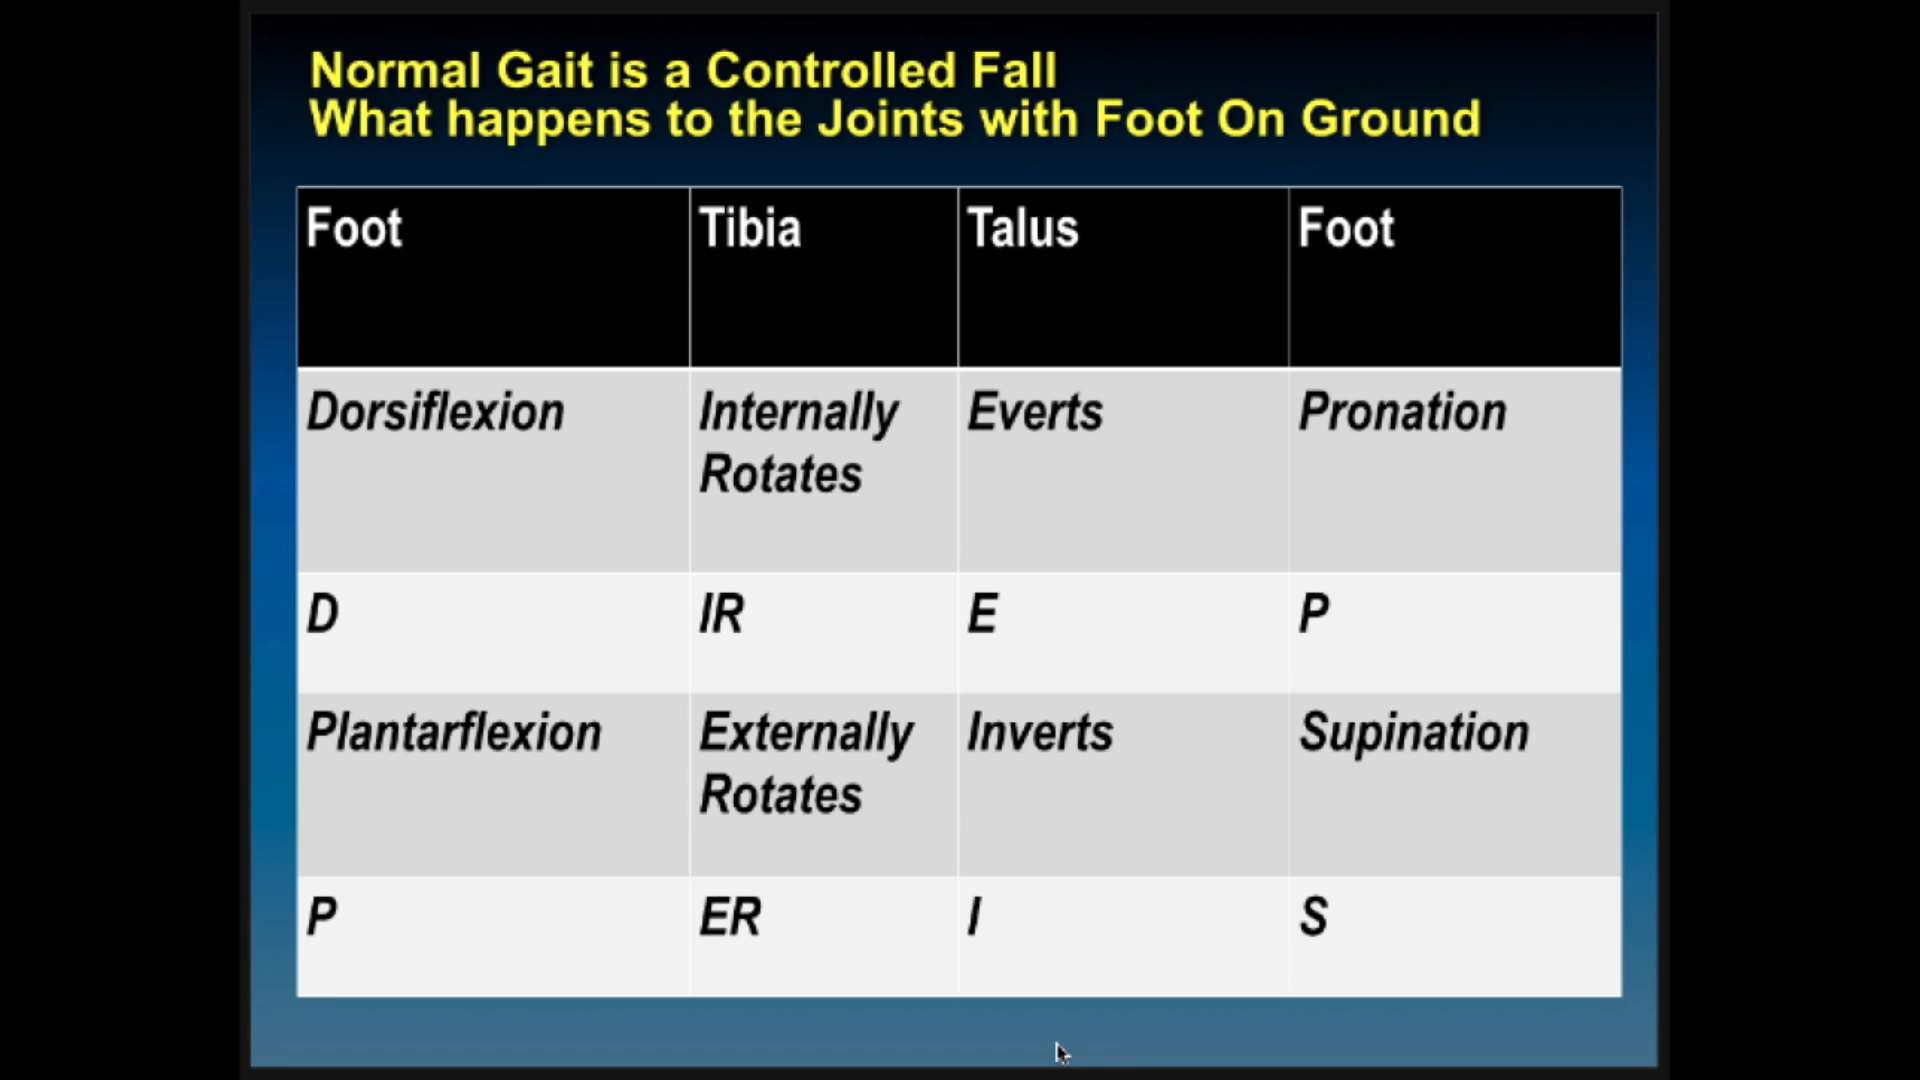 Normal Gait is a Controlled Fall
What happens to the Joints with Foot On Ground
Foot Tibia Talus Foot
Dorsiflexion Internally Rotates Everts Pronation
D IR E P
Plantarflexion Externally Rotates Inverts Supination
P ER I S